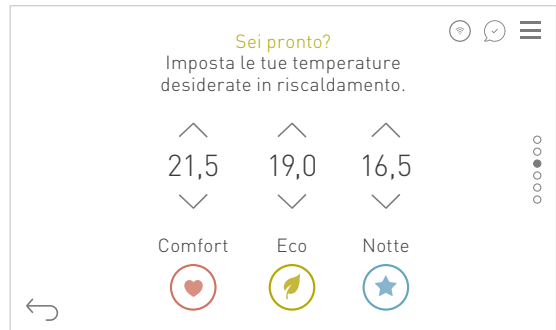 Sei pronto?
Imposta le tue temperature
desiderate in riscaldamento.
21,5 19,0 16,5
Comfort Eco Notte